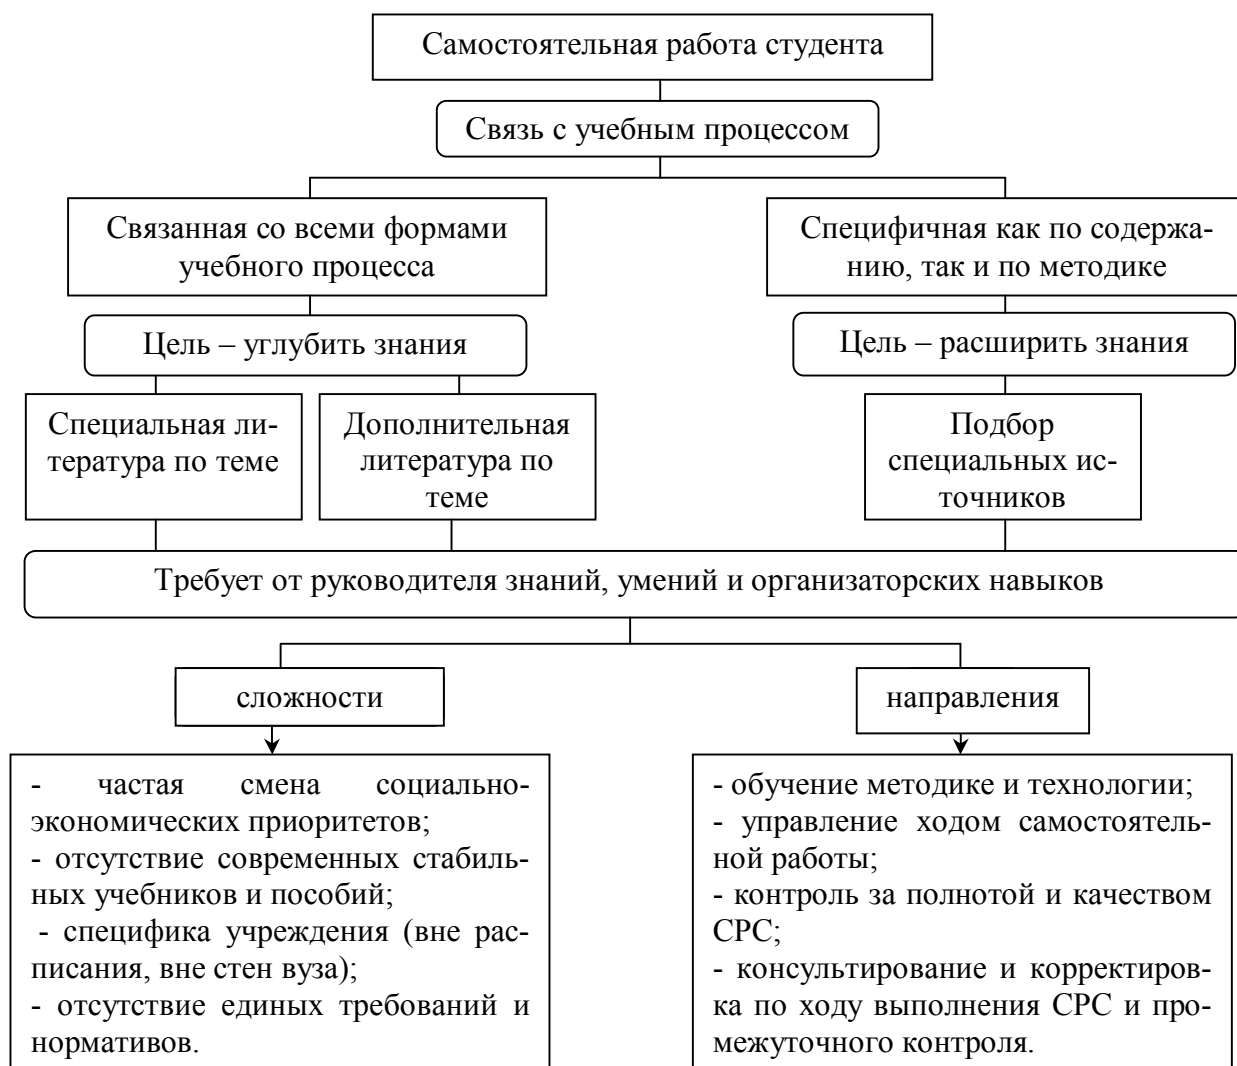 Самостоятельная работа студента
Связь с учебным процессом
Связанная со всеми формами
учебного процесса
Специфичная как по содержа-
нию, так и по методике
Цель – углубить знания
Цель – расширить знания
Специальная ли-
тература по теме
Дополнительная
литература по
теме
Подбор
специальных ис-
точников
Требует от руководителя знаний, умений и организаторских навыков
сложности
направления
- частая смена социально-
экономических приоритетов;
- отсутствие современных стабиль-
ных учебников и пособий;
- специфика учреждения (вне рас-
писания, вне стен вуза);
- отсутствие единых требований и
нормативов.
- обучение методике и технологии;
- управление ходом самостоятель-
ной работы;
- контроль за полнотой и качеством
СРС;
- консультирование и корректиров-
ка по ходу выполнения СРС и про-
межуточного контроля.